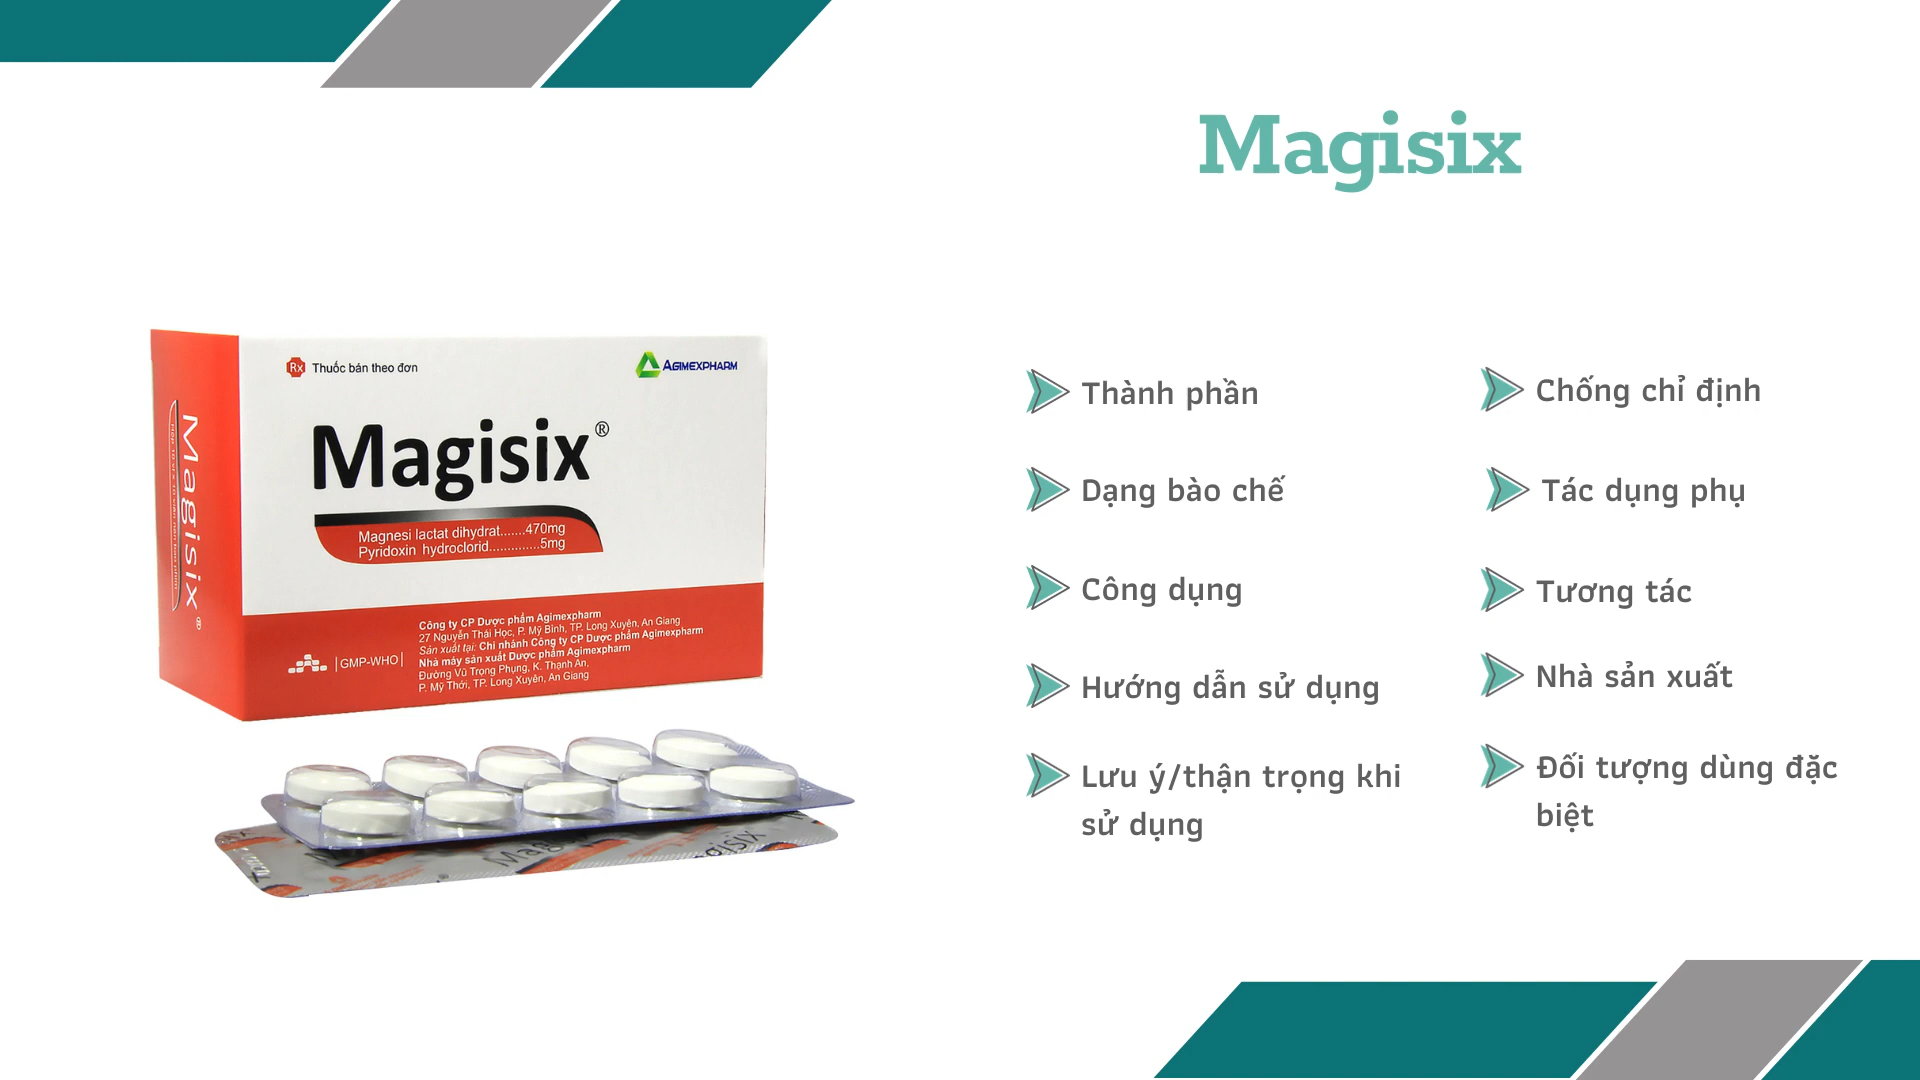 Magisix
Rx Thuốc bán theo đơn
AGIMEXPHARM
Magisix®
Magnesi lactat dihydrat.......470mg
Pyridoxin hydroclorid..............5mg
Magisix®
GMP-WHO
Công ty CP Dược phẩm Agimexpharm
27 Nguyễn Thái Học, P. Mỹ Bình, TP. Long Xuyên, An Giang
Sản xuất tại: Chi nhánh Công ty CP Dược phẩm Agimexpharm
Nhà máy sản xuất Dược phẩm Agimexpharm
Đường Vũ Trọng Phụng, K. Thạnh An,
P. Mỹ Thới, TP. Long Xuyên, An Giang
Thành phần
Dạng bào chế
Công dụng
Hướng dẫn sử dụng
Lưu ý/thận trọng khi
sử dụng
Chống chỉ định
Tác dụng phụ
Tương tác
Nhà sản xuất
Đối tượng dùng đặc
biệt